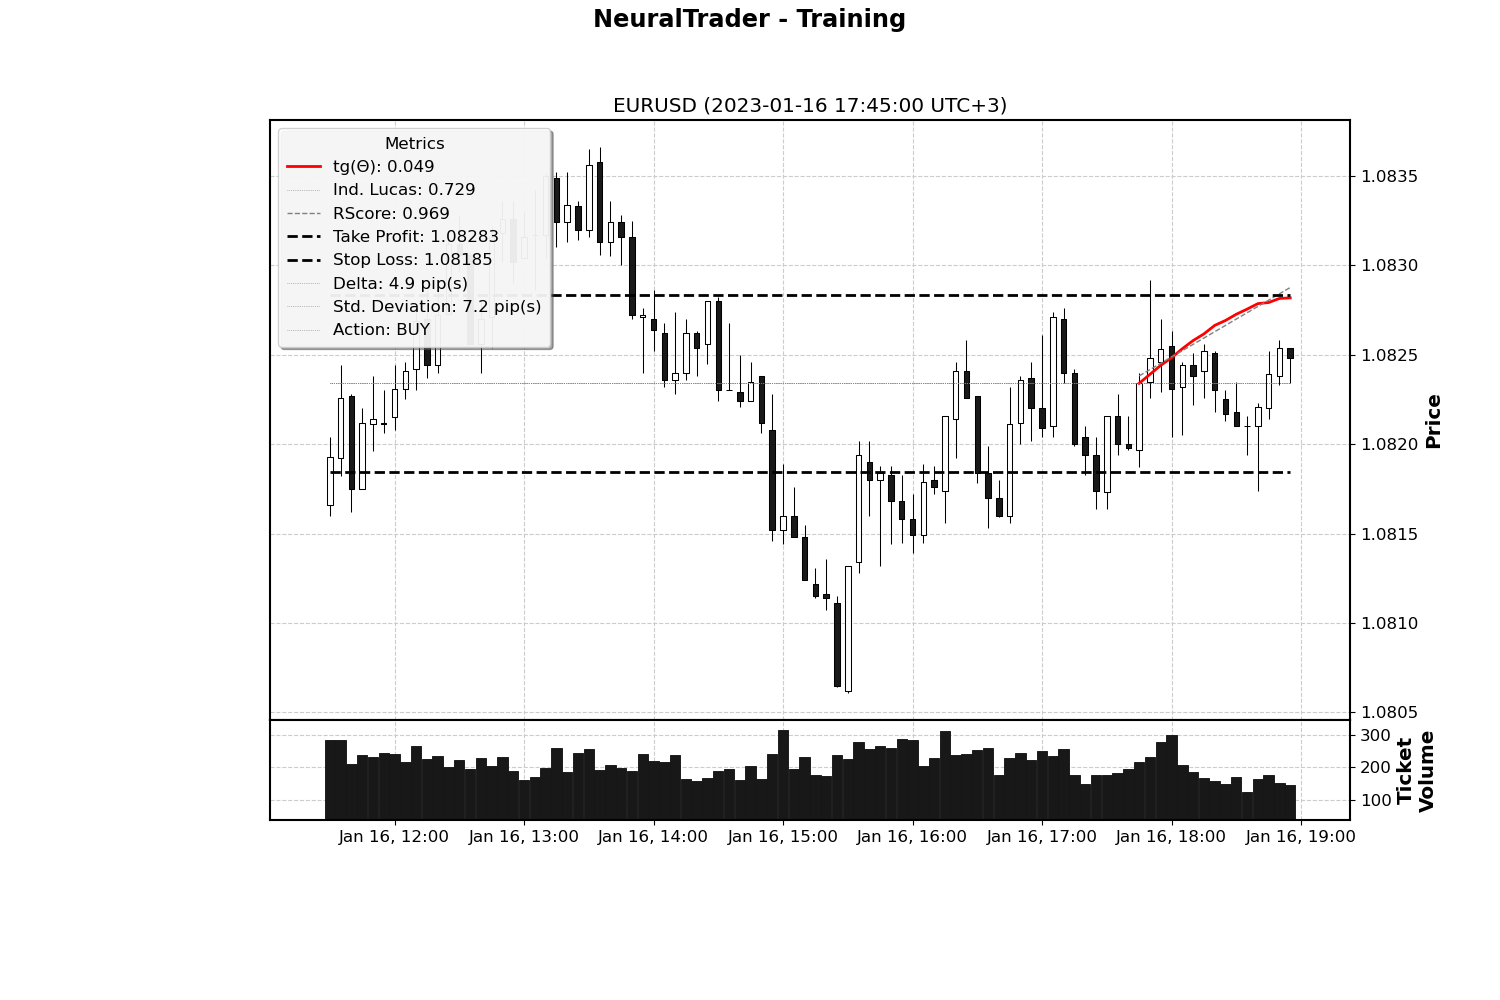 NeuralTrader - Training
EURUSD (2023-01-16 17:45:00 UTC+3)
Metrics
tg(Θ): 0.049
Ind. Lucas: 0.729
RScore: 0.969
Take Profit: 1.08283
Stop Loss: 1.08185
Delta: 4.9 pip(s)
Std. Deviation: 7.2 pip(s)
Action: BUY
1.0835
1.0830
1.0825
1.0820
1.0815
1.0810
1.0805
Price
300
200
100
Ticket
Volume
Jan 16, 12:00 Jan 16, 13:00 Jan 16, 14:00 Jan 16, 15:00 Jan 16, 16:00 Jan 16, 17:00 Jan 16, 18:00 Jan 16, 19:00